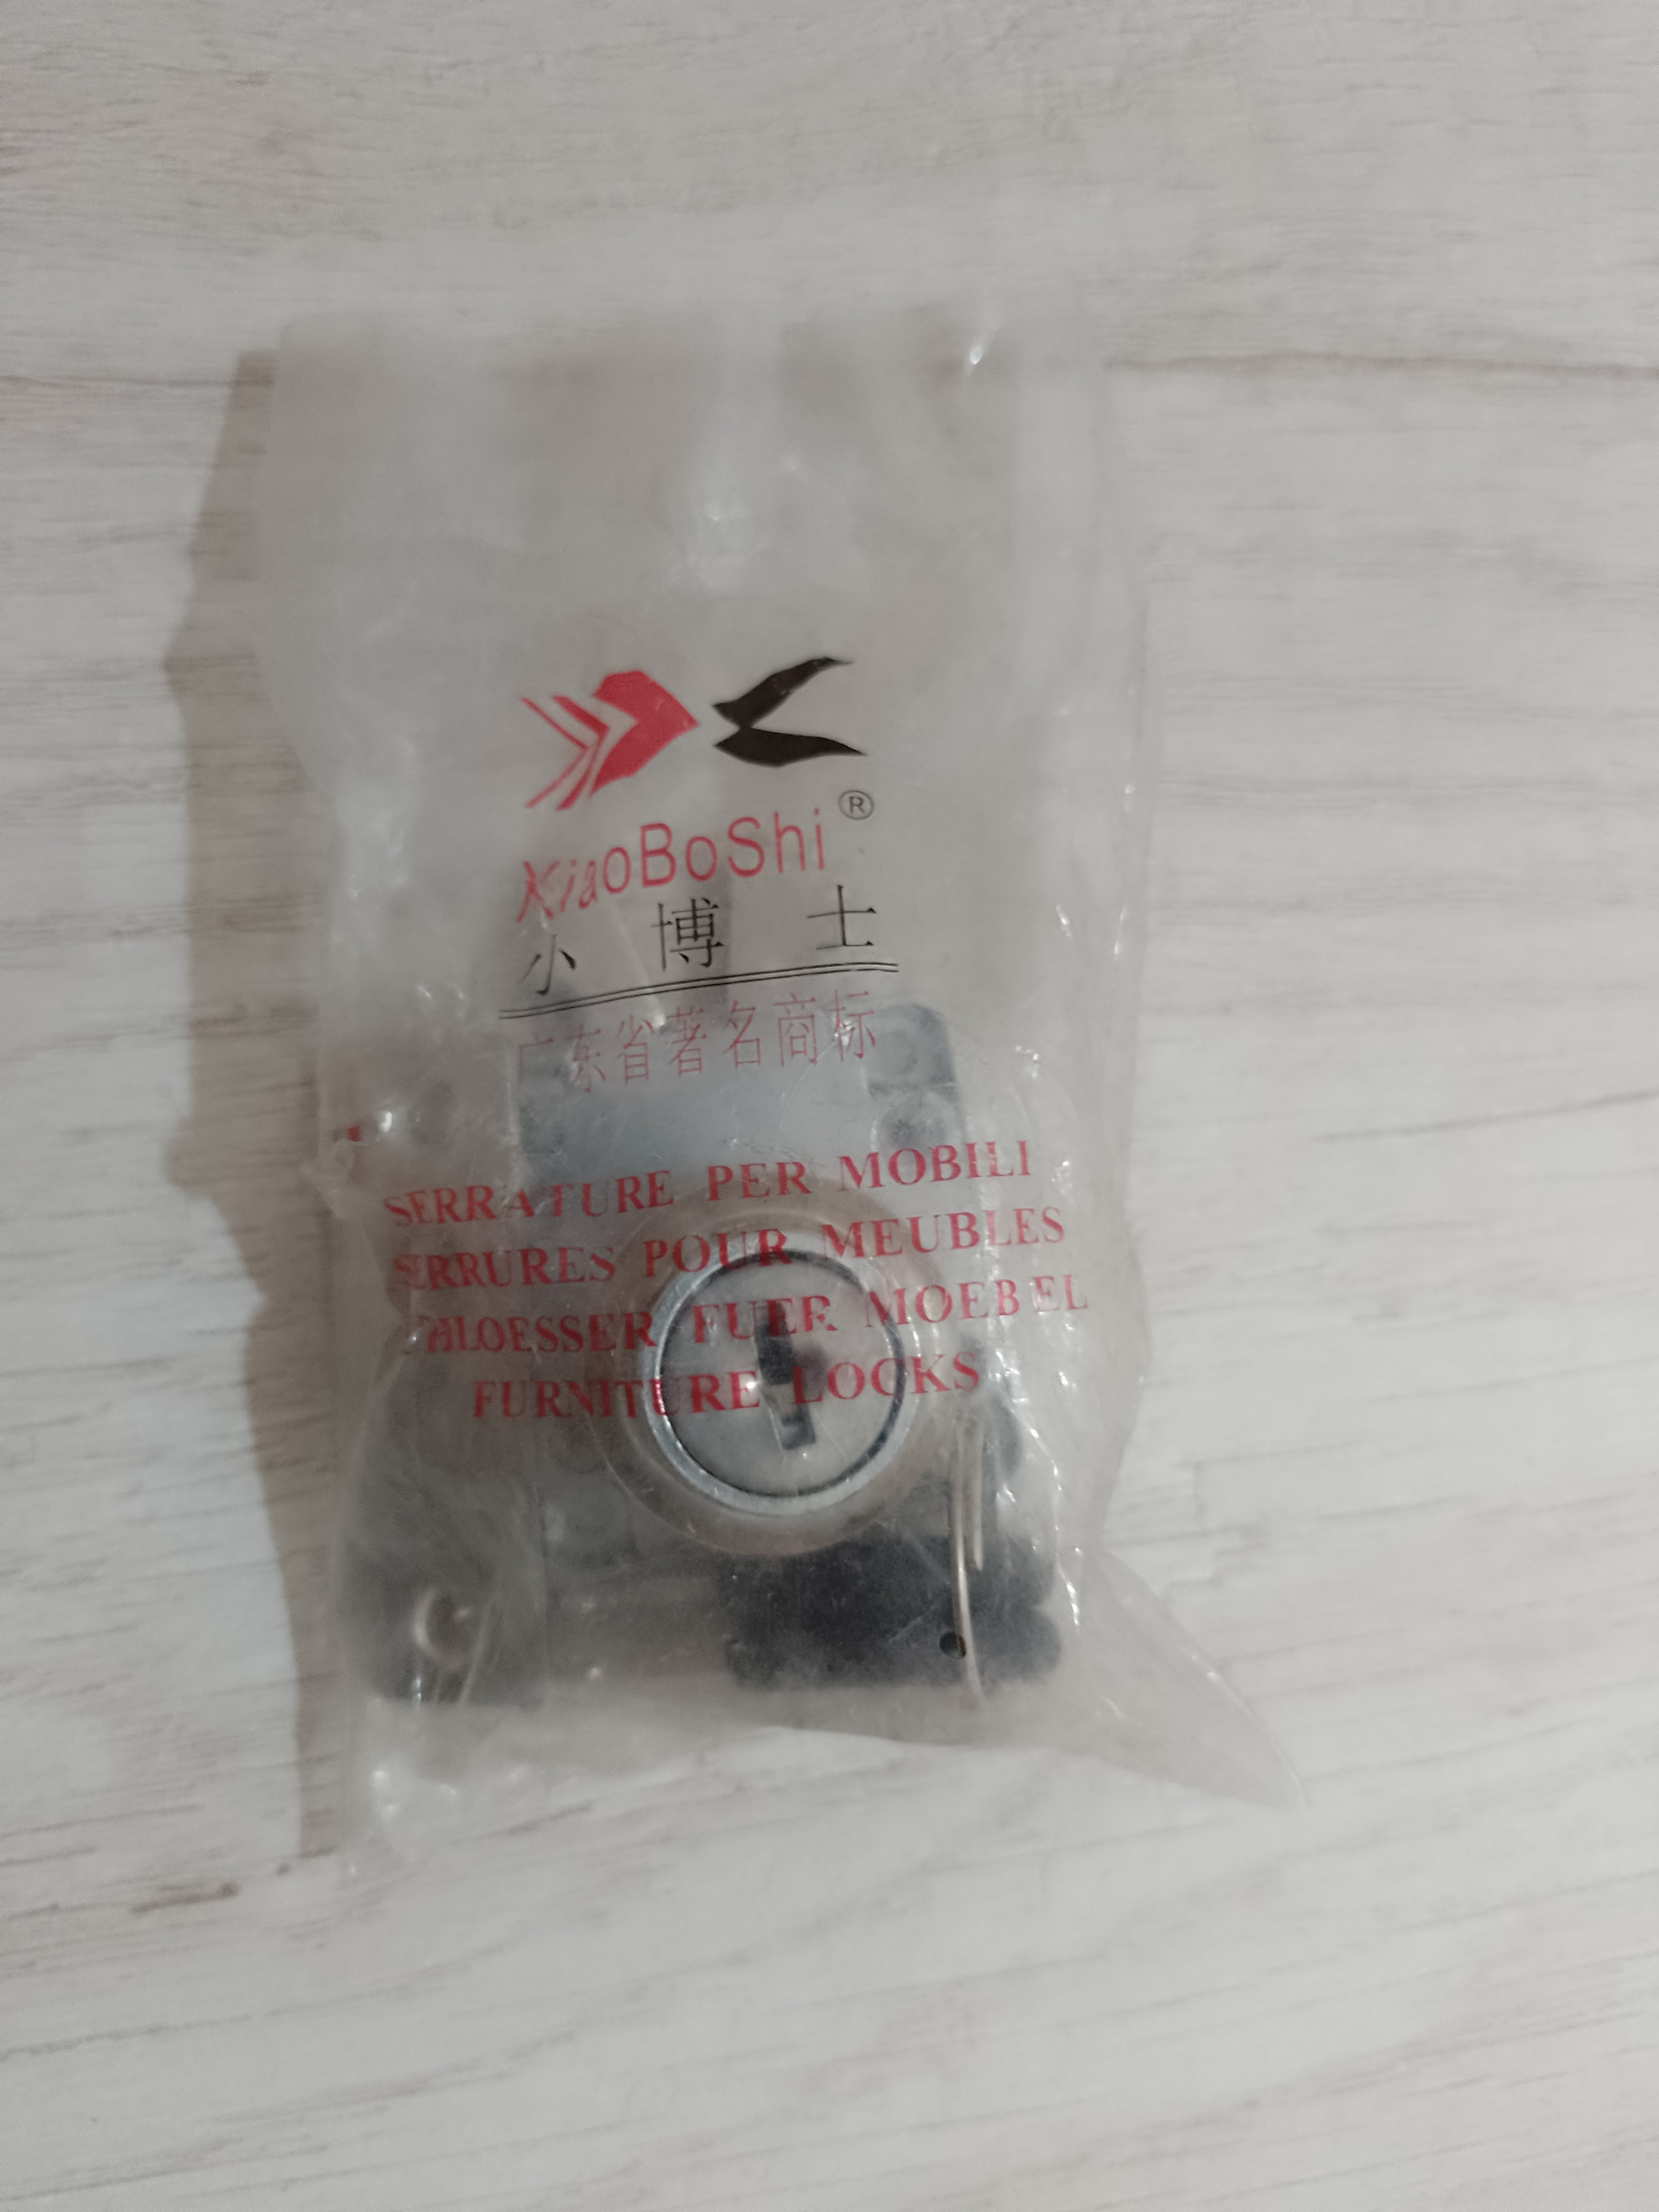 XiaoBoShi ®
小博士
广东省著名商标
SERRATURE PER MOBILI
SERRURES POUR MEUBLES
SCHLOESSER FUER MOEBEL
FURNITURE LOCKS